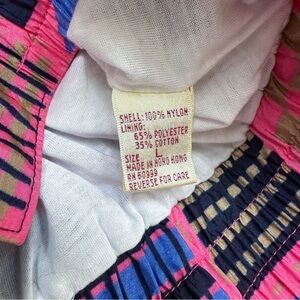 SHELL: 100% NYLON
LINING:
65% POLYESTER
35% COTTON
SIZE L
MADE IN HONG KONG
RN 60999
REVERSE FOR CARE